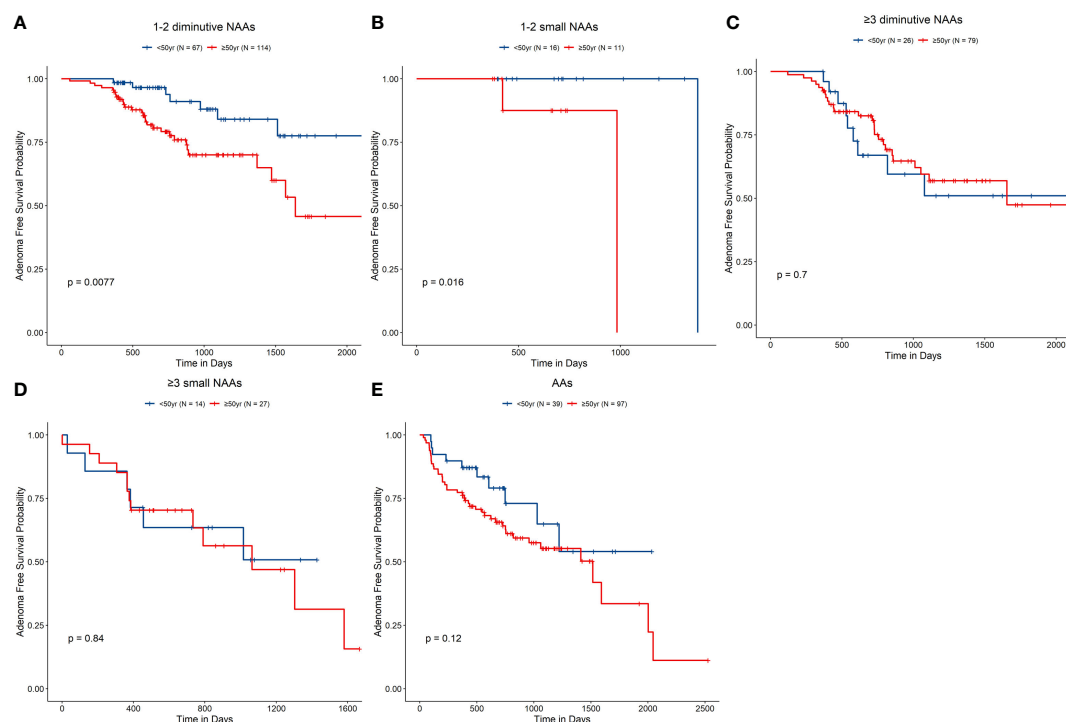 A
1-2 diminutive NAAs
<50yr (N = 67) ≥50yr (N = 114)
Adenoma Free Survival Probability
1.00
0.75
0.50
0.25
0.00
p = 0.0077
0 500 1000 1500 2000
Time in Days
B
1-2 small NAAs
<50yr (N = 16) ≥50yr (N = 11)
Adenoma Free Survival Probability
1.00
0.75
0.50
0.25
0.00
p = 0.016
0 500 1000
Time in Days
C
≥3 diminutive NAAs
<50yr (N = 26) ≥50yr (N = 79)
Adenoma Free Survival Probability
1.00
0.75
0.50
0.25
0.00
p = 0.7
0 500 1000 1500 2000
Time in Days
D
≥3 small NAAs
<50yr (N = 14) ≥50yr (N = 27)
Adenoma Free Survival Probability
1.00
0.75
0.50
0.25
0.00
p = 0.84
0 400 800 1200 1600
Time in Days
E
AAs
<50yr (N = 39) ≥50yr (N = 97)
Adenoma Free Survival Probability
1.00
0.75
0.50
0.25
0.00
p = 0.12
0 500 1000 1500 2000 2500
Time in Days